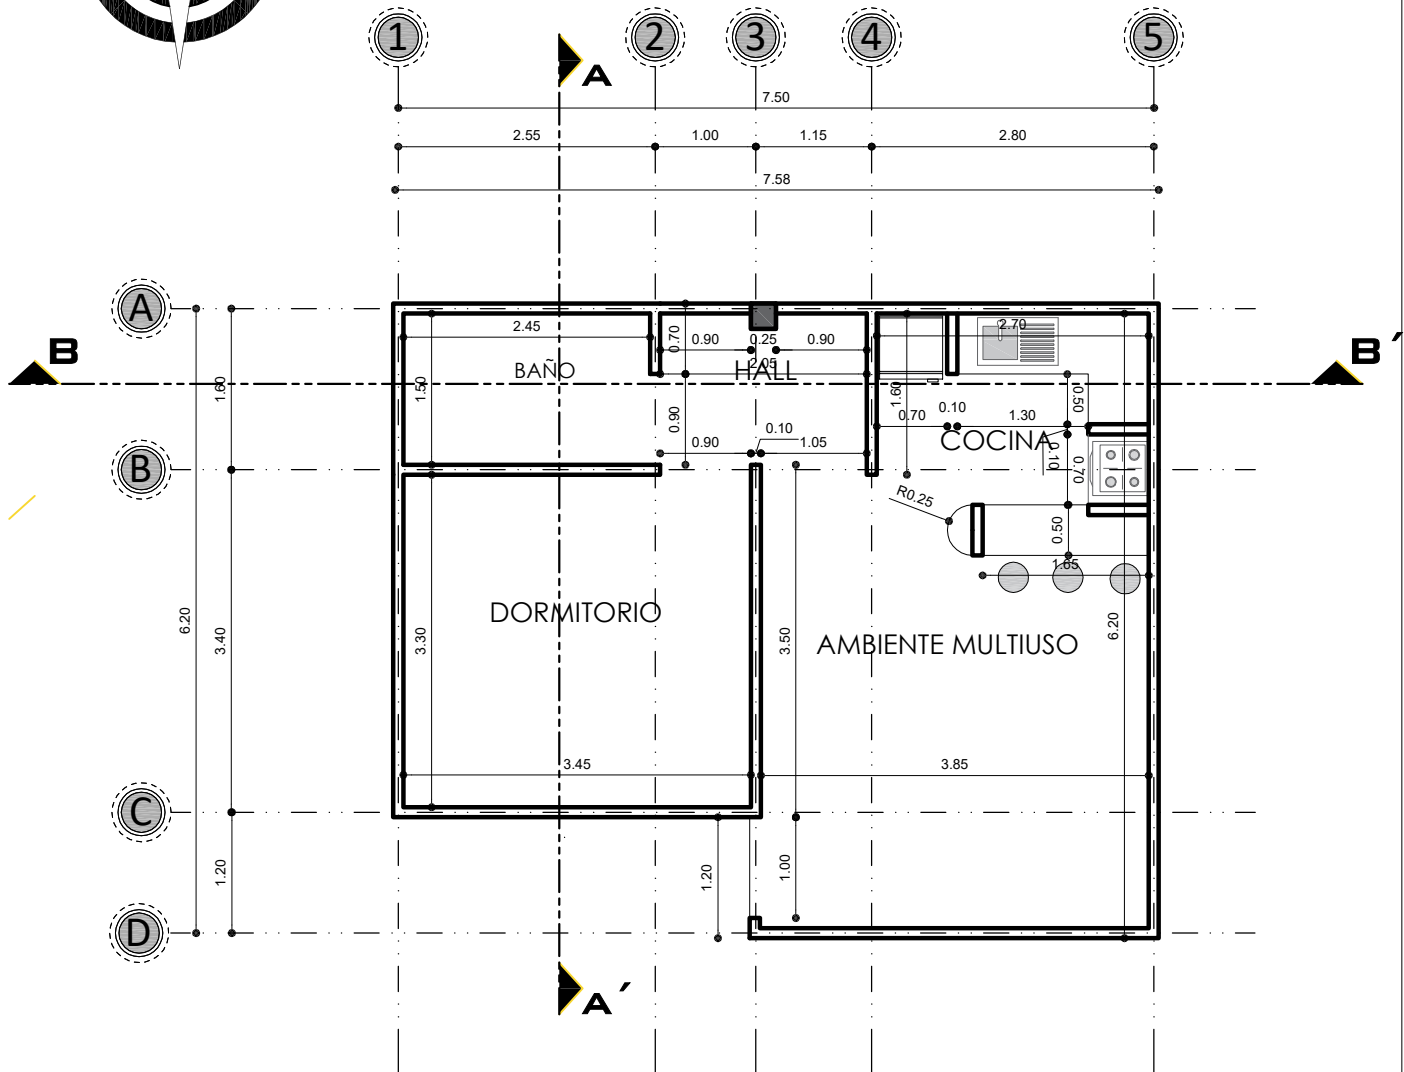 1 2 3 4 5
A
7.50
2.55 1.00 1.15 2.80
7.58
A
B B´
2.45 0.70 0.90 0.25 0.90 2.70
2.05
BAÑO HALL
1.60 1.50 1.60 0.50
0.90 0.70 0.10 1.30
0.90 0.10 1.05 COCINA
B 0.10 0.70
R0.25
0.50
1.65
DORMITORIO
6.20 3.40 3.30 3.50 6.20
AMBIENTE MULTIUSO
3.45 3.85
C
1.20 1.20 1.00
D
A´